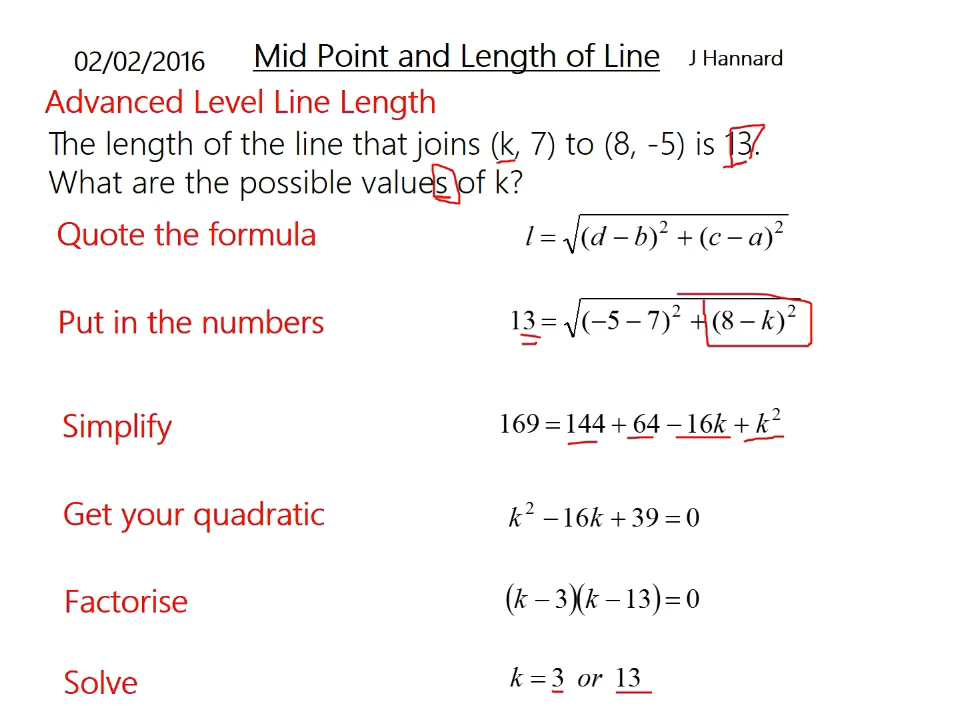 02/02/2016 Mid Point and Length of Line J Hannard
Advanced Level Line Length
The length of the line that joins (k, 7) to (8, -5) is 13.
What are the possible values of k?
Quote the formula l = √((d − b)² + (c − a)²)
Put in the numbers 13 = √((−5 − 7)² + (8 − k)²)
Simplify 169 = 144 + 64 − 16k + k²
Get your quadratic k² − 16k + 39 = 0
Factorise (k − 3)(k − 13) = 0
Solve k = 3 or 13